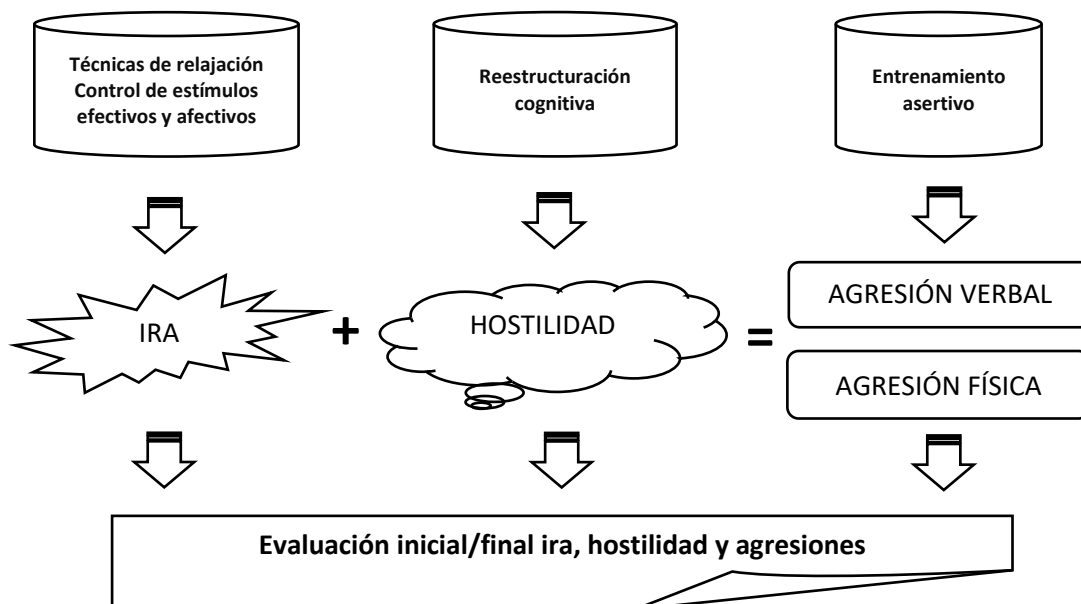 Técnicas de relajación
Control de estímulos
efectivos y afectivos
Reestructuración
cognitiva
Entrenamiento
asertivo
IRA
+
HOSTILIDAD
=
AGRESIÓN VERBAL
AGRESIÓN FÍSICA
Evaluación inicial/final ira, hostilidad y agresiones